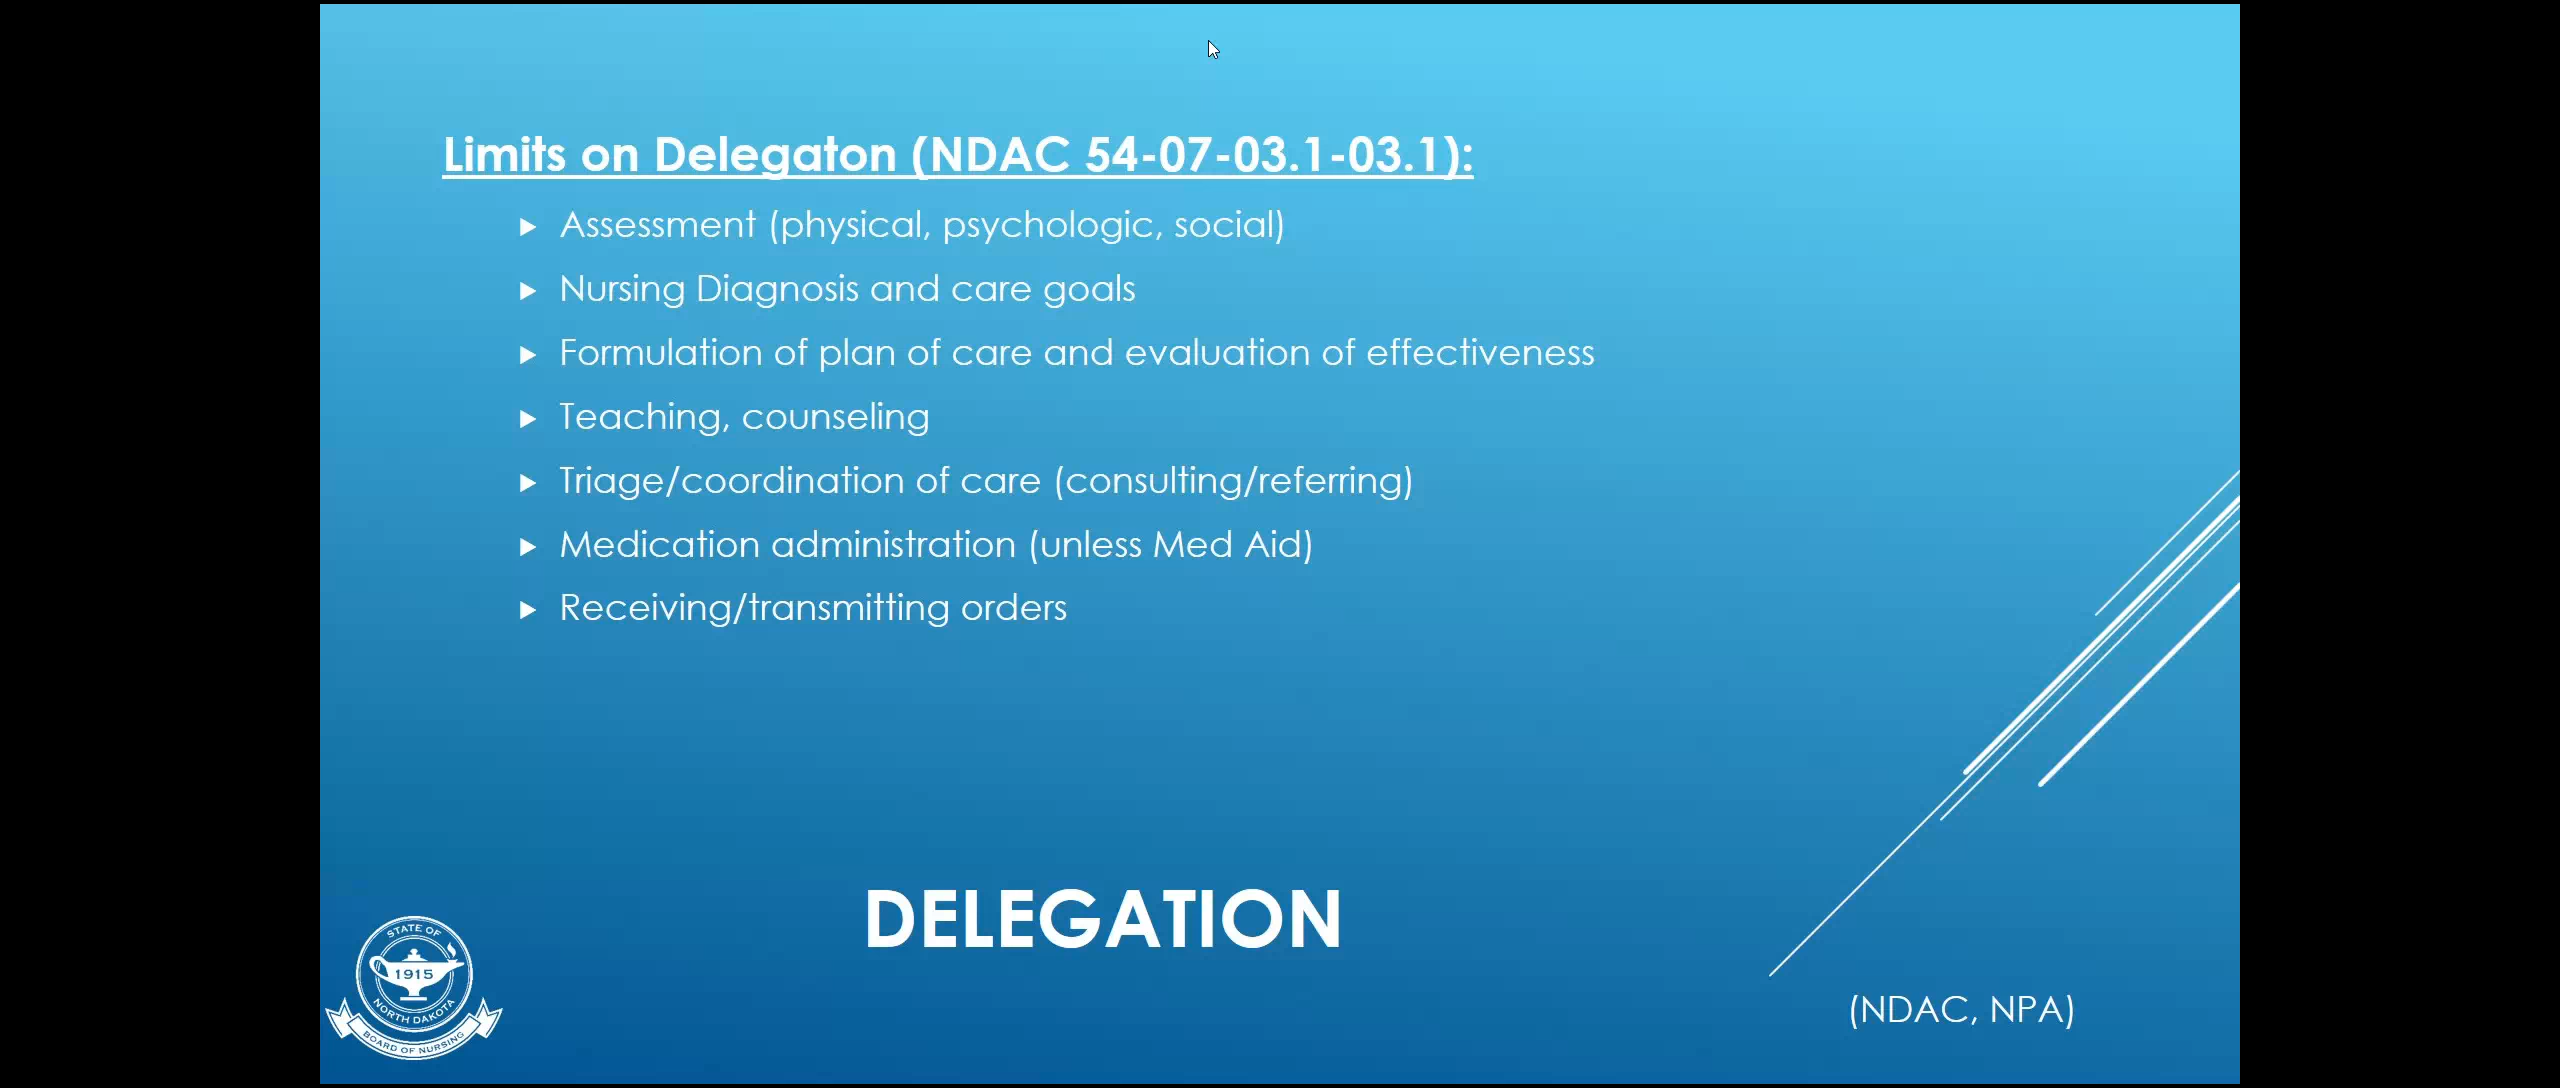 Limits on Delegaton (NDAC 54-07-03.1-03.1):
Assessment (physical, psychologic, social)
Nursing Diagnosis and care goals
Formulation of plan of care and evaluation of effectiveness
Teaching, counseling
Triage/coordination of care (consulting/referring)
Medication administration (unless Med Aid)
Receiving/transmitting orders
DELEGATION
STATE OF
1915
NORTH DAKOTA
BOARD OF NURSING
(NDAC, NPA)